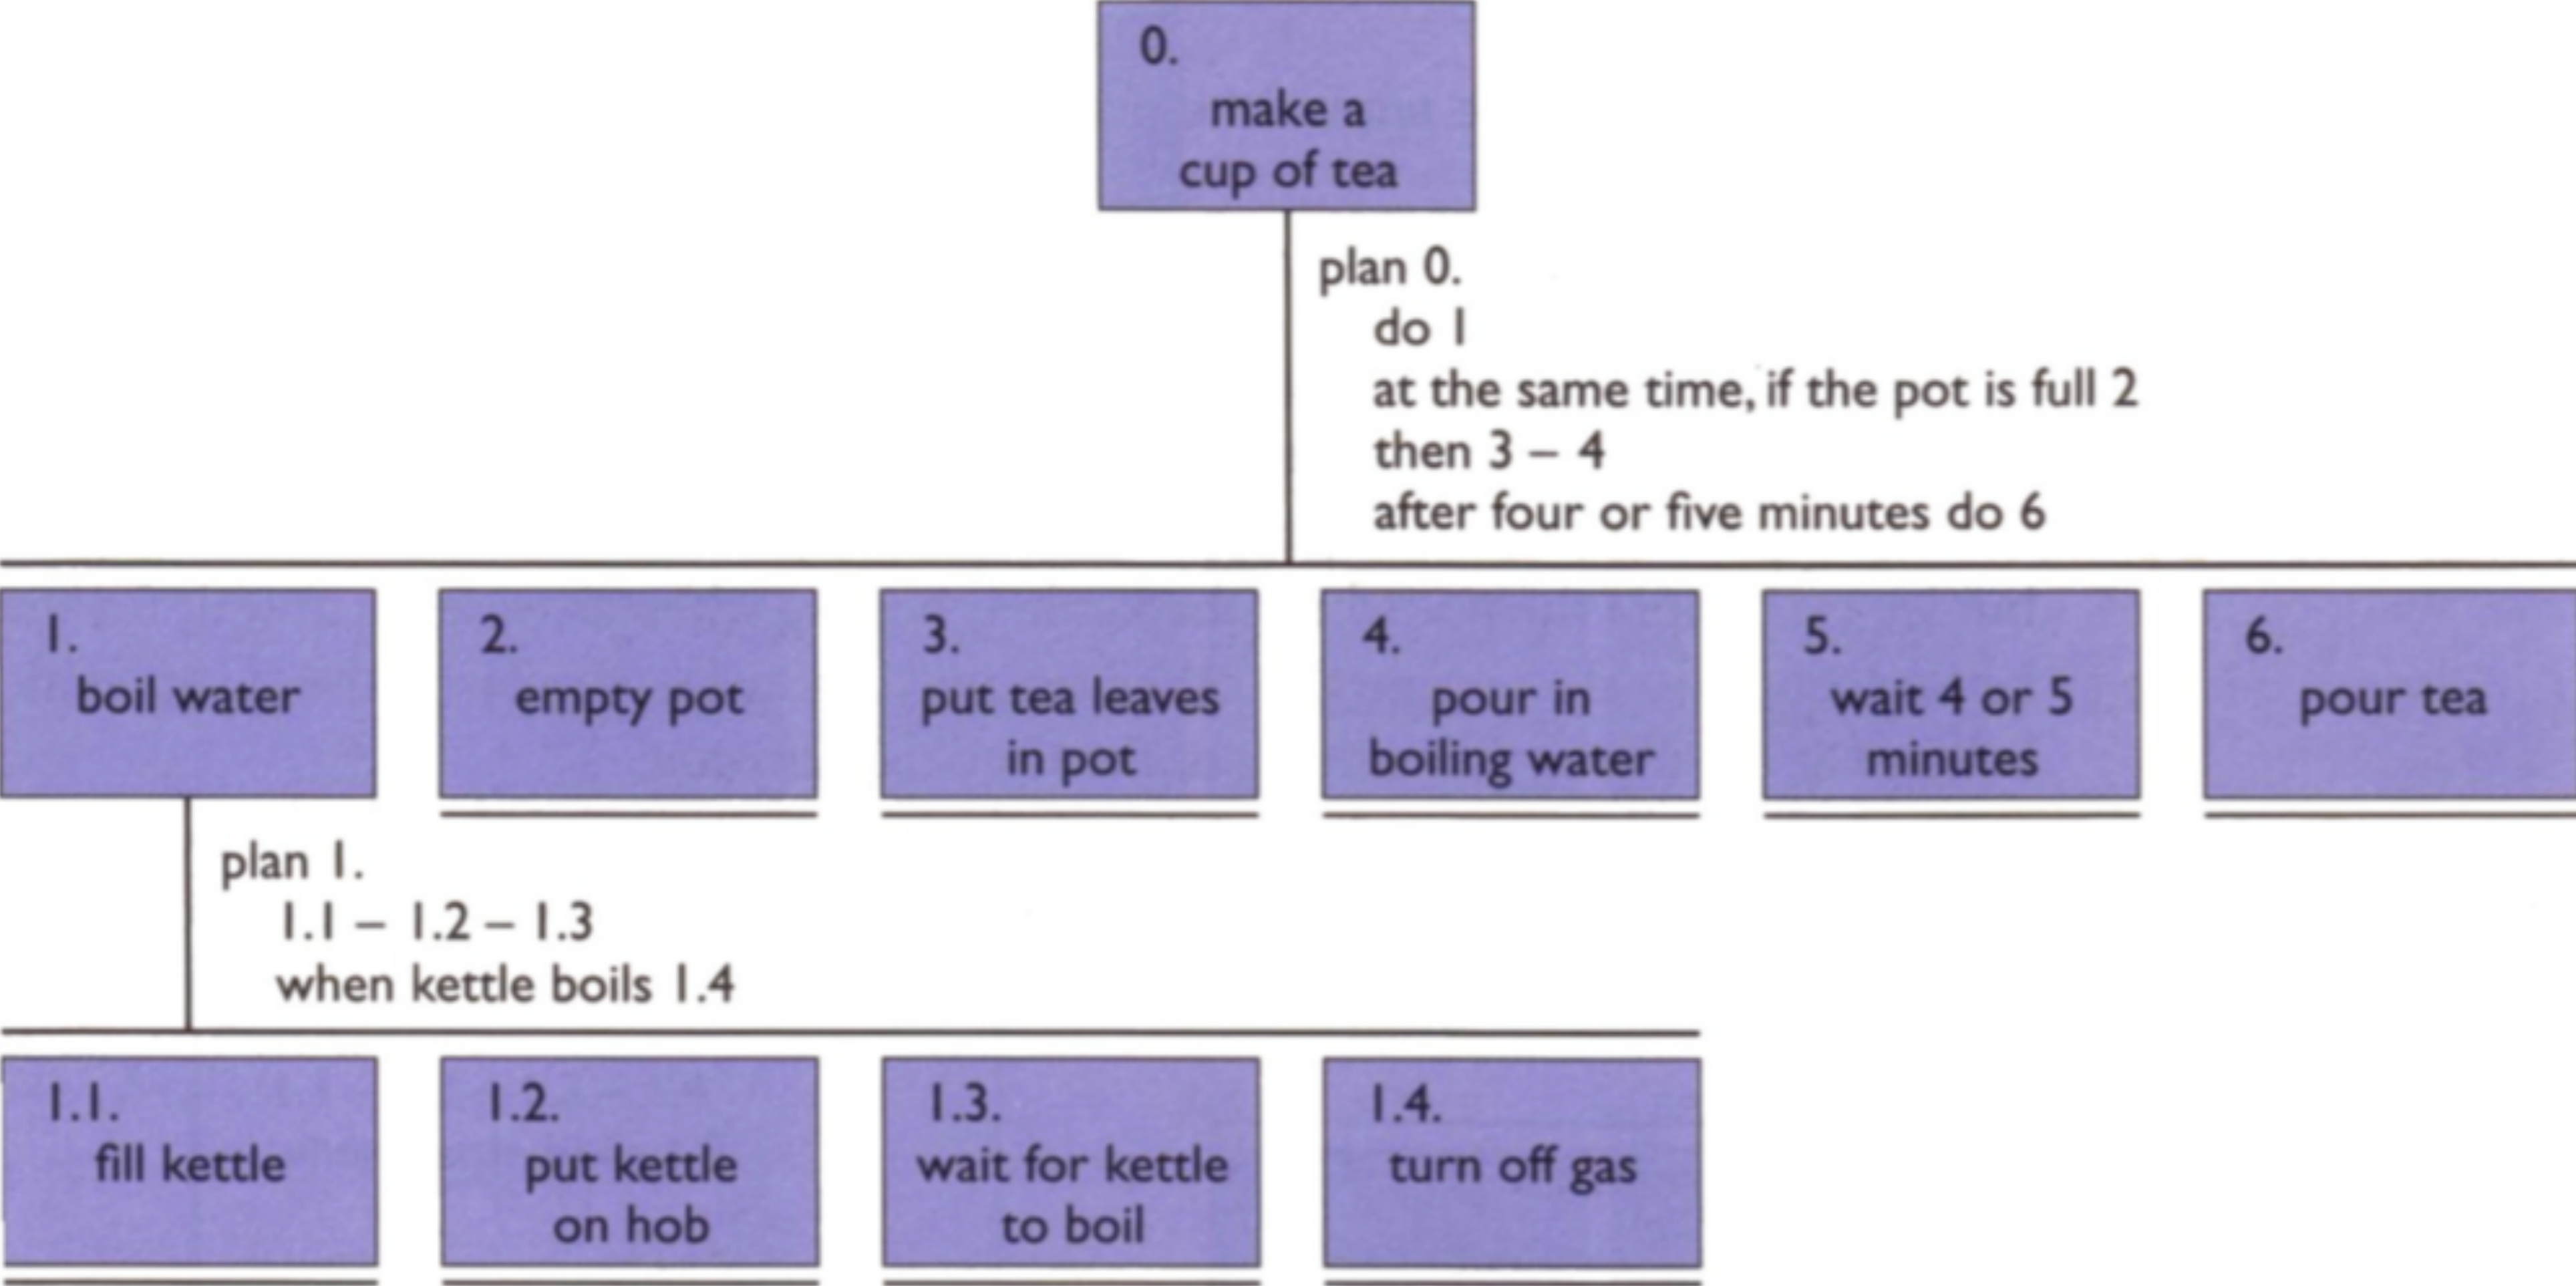 0.
make a
cup of tea
plan 0.
do 1
at the same time, if the pot is full 2
then 3 – 4
after four or five minutes do 6
1.
boil water
2.
empty pot
3.
put tea leaves
in pot
4.
pour in
boiling water
5.
wait 4 or 5
minutes
6.
pour tea
plan 1.
1.1 – 1.2 – 1.3
when kettle boils 1.4
1.1.
fill kettle
1.2.
put kettle
on hob
1.3.
wait for kettle
to boil
1.4.
turn off gas